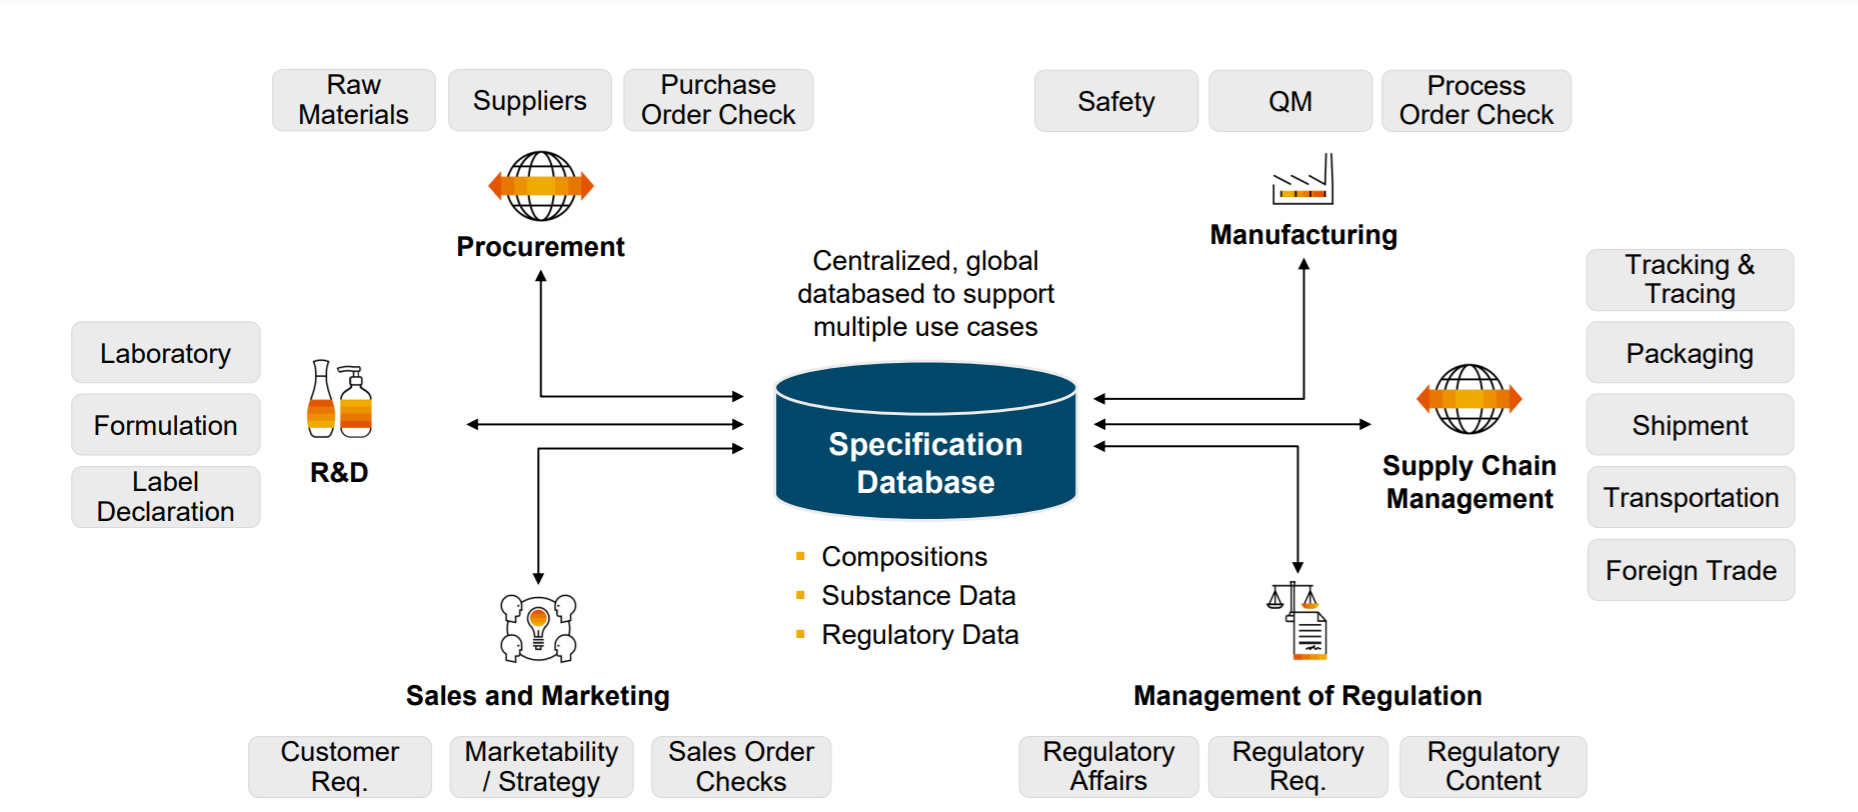 Raw
Materials
Suppliers
Purchase
Order Check
Safety
QM
Process
Order Check
Procurement
Manufacturing
Centralized, global
databased to support
multiple use cases
Tracking &
Tracing
Packaging
Shipment
Transportation
Foreign Trade
Laboratory
Formulation
Label
Declaration
R&D
Specification
Database
Supply Chain
Management
Compositions
Substance Data
Regulatory Data
Sales and Marketing
Management of Regulation
Customer
Req.
Marketability
/ Strategy
Sales Order
Checks
Regulatory
Affairs
Regulatory
Req.
Regulatory
Content